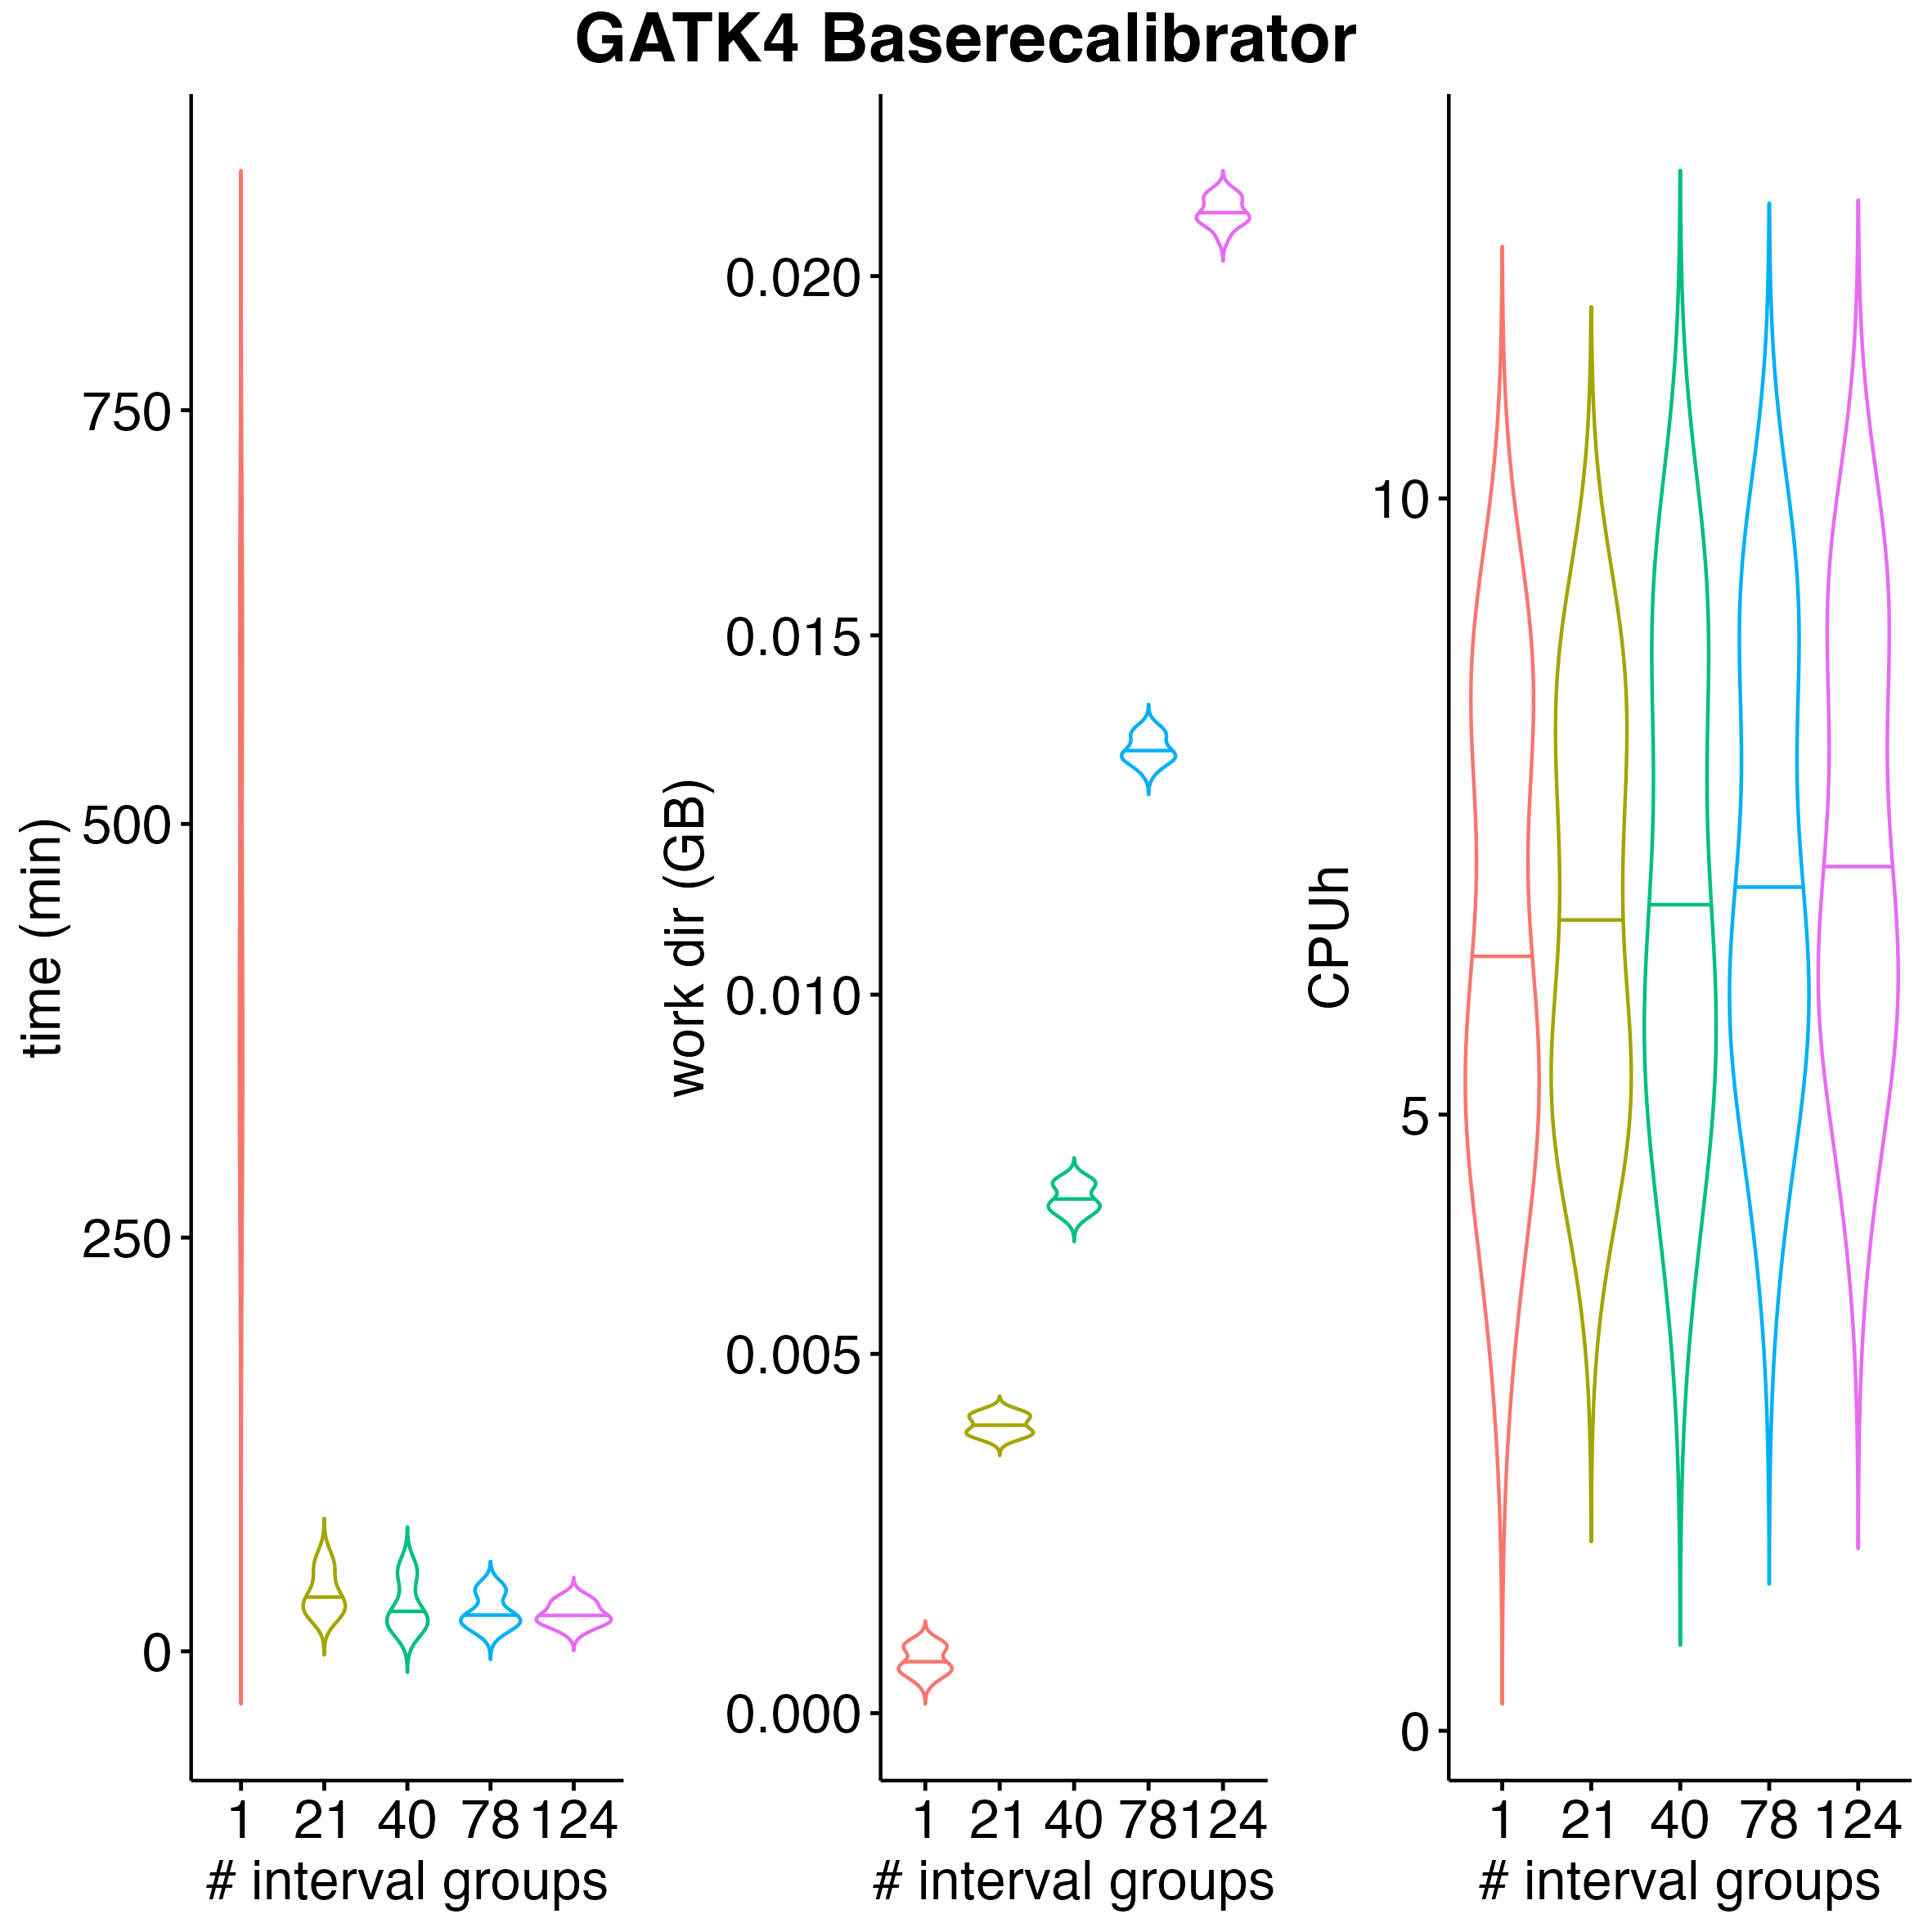 GATK4 Baserecalibrator
time (min)
750
500
250
0
1 21 40 78 124
# interval groups
work dir (GB)
0.020
0.015
0.010
0.005
0.000
1 21 40 78 124
# interval groups
CPUh
10
5
0
1 21 40 78 124
# interval groups